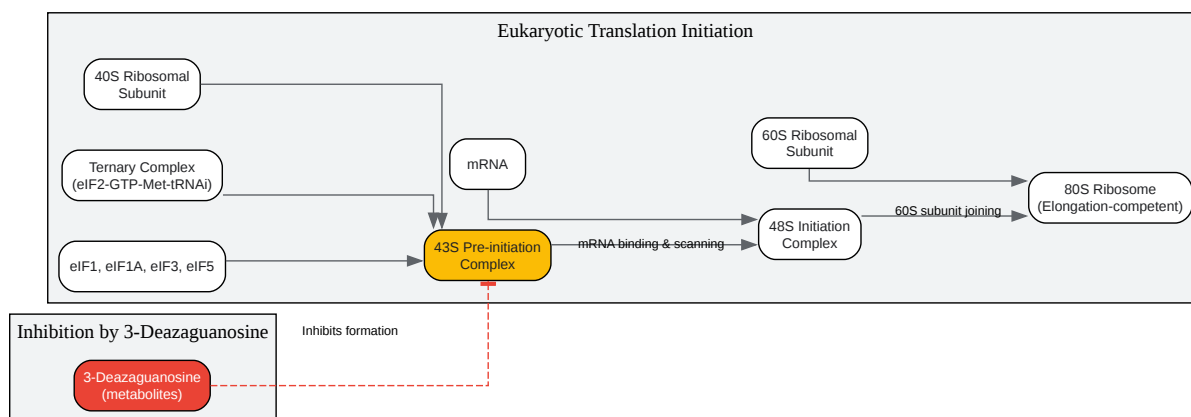 Eukaryotic Translation Initiation
40S Ribosomal
Subunit
Ternary Complex
(eIF2-GTP-Met-tRNAi)
eIF1, eIF1A, eIF3, eIF5
mRNA
43S Pre-initiation
Complex
mRNA binding & scanning
60S Ribosomal
Subunit
48S Initiation
Complex
60S subunit joining
80S Ribosome
(Elongation-competent)
Inhibition by 3-Deazaguanosine
3-Deazaguanosine
(metabolites)
Inhibits formation